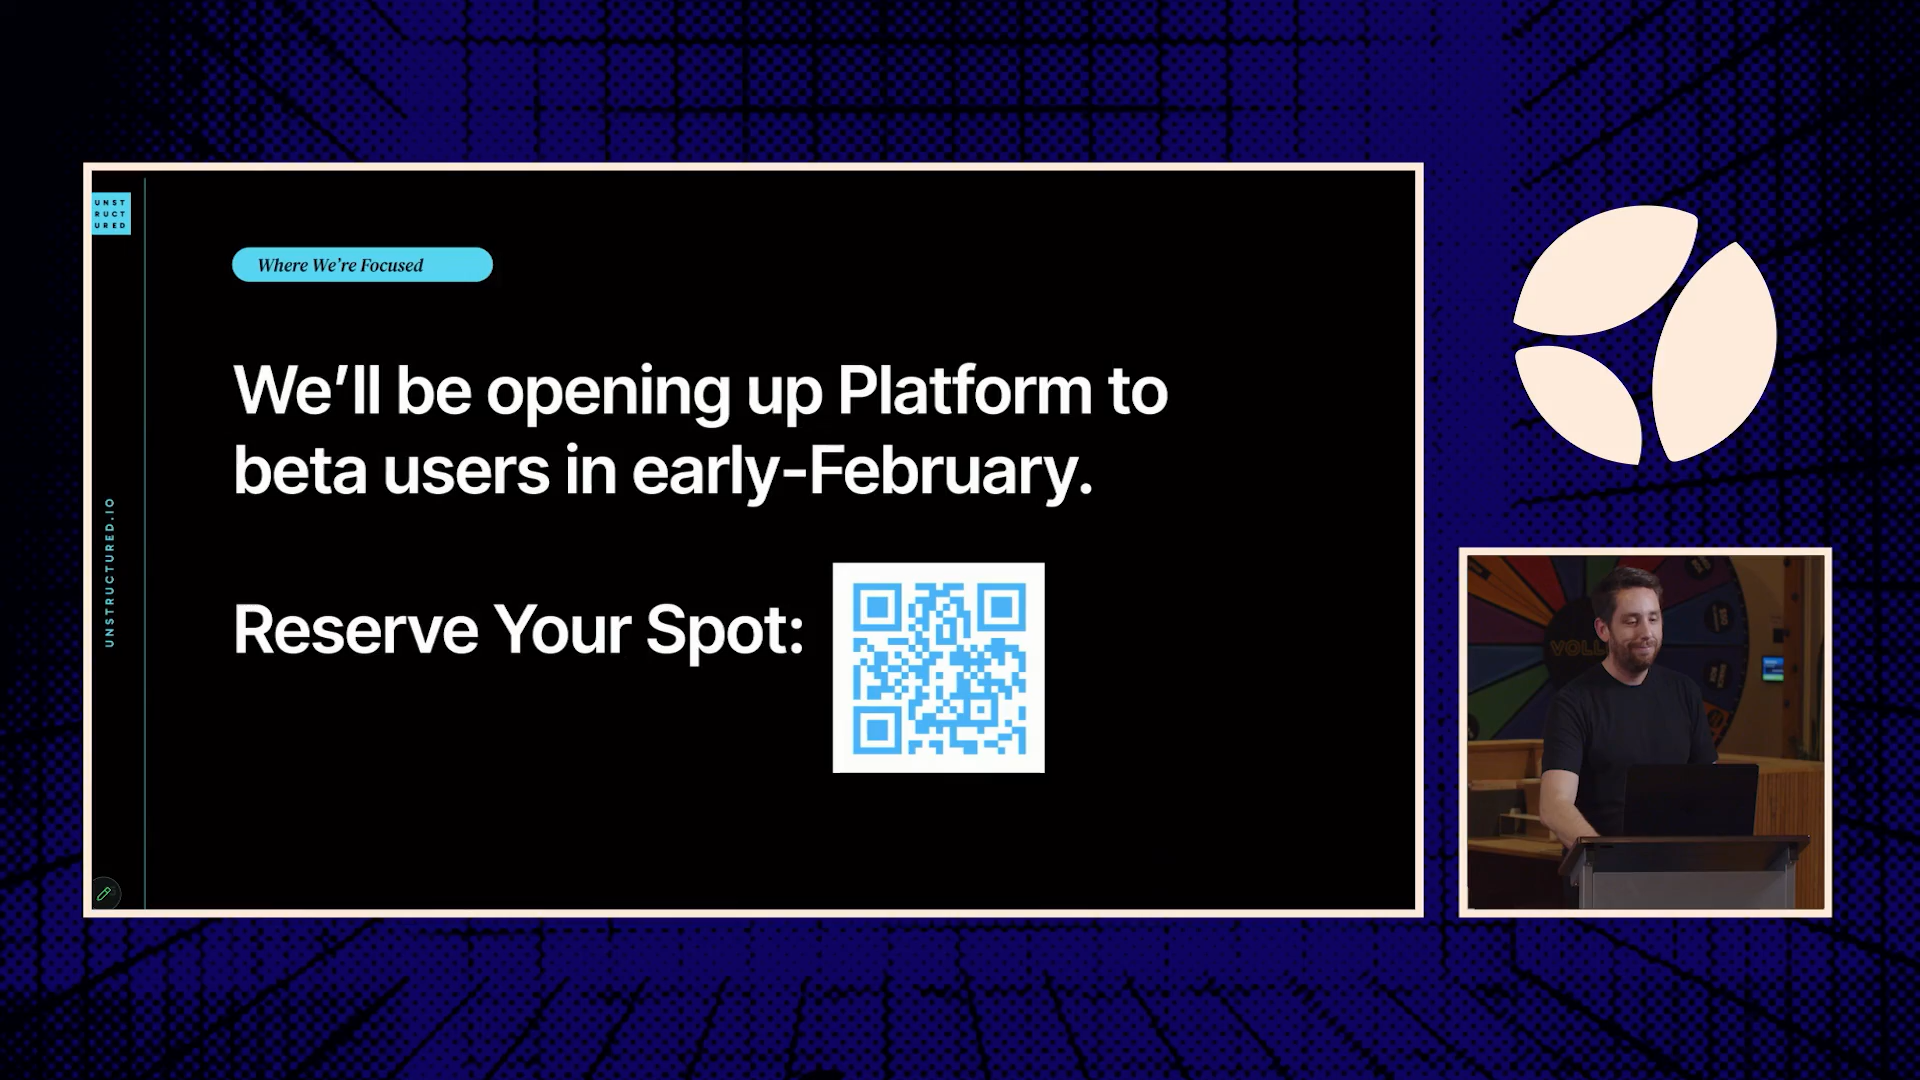 UNST
RUCT
URED
Where We're Focused
We'll be opening up Platform to
beta users in early-February.
Reserve Your Spot:
UNSTRUCTURED.IO